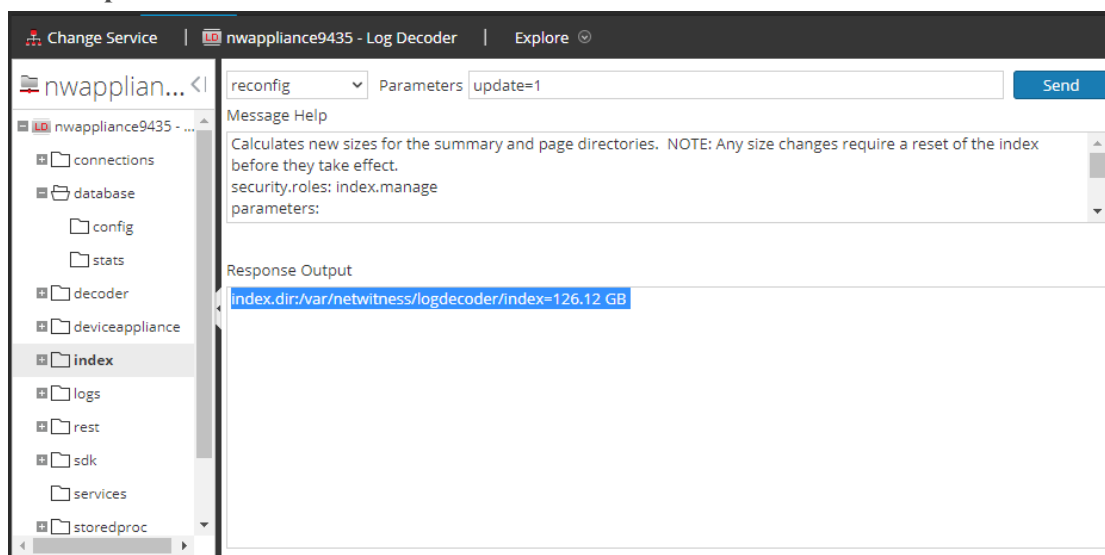 Change Service | LD nwappliance9435 - Log Decoder | Explore
nwapplian...
reconfig Parameters update=1 Send
Message Help
Calculates new sizes for the summary and page directories. NOTE: Any size changes require a reset of the index
before they take effect.
security.roles: index.manage
parameters:
Response Output
index.dir:/var/netwitness/logdecoder/index=126.12 GB
LD nwappliance9435 - ...
connections
database
config
stats
decoder
deviceappliance
index
logs
rest
sdk
services
storedproc